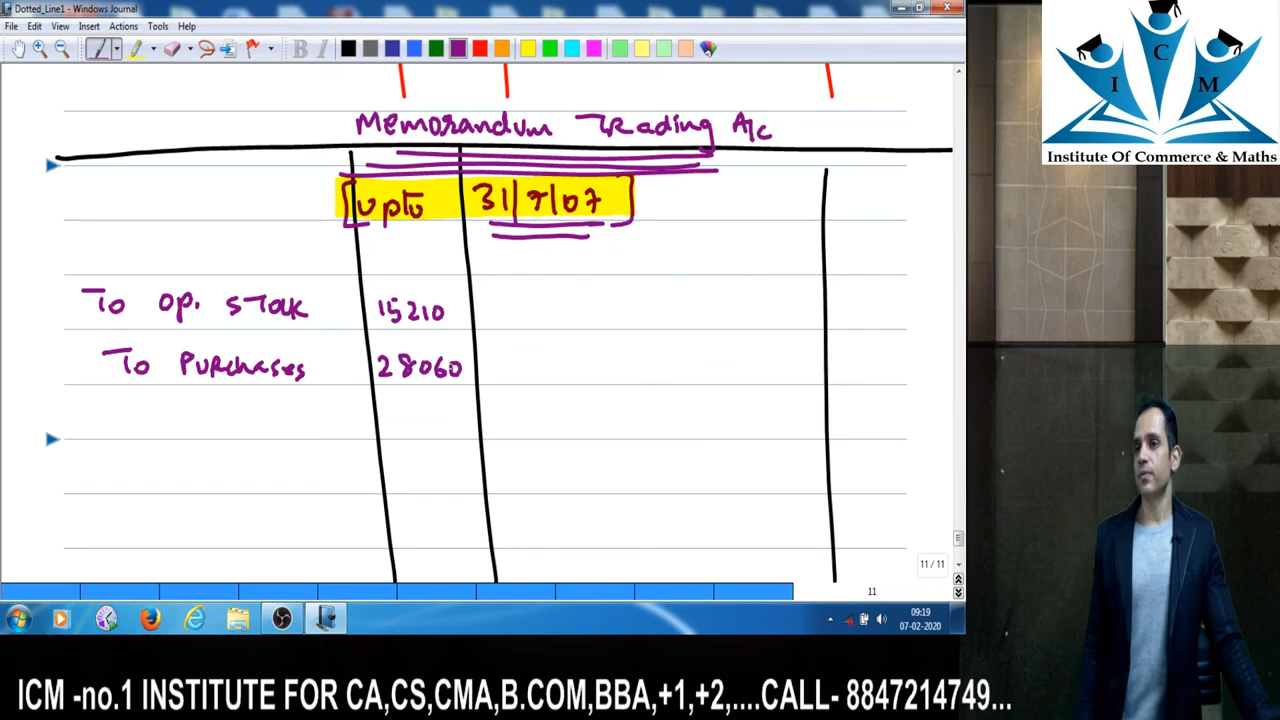 Dotted_Line1 - Windows Journal
File Edit View Insert Actions Tools Help
Memorandum Trading A/c
[upto 31/7/07]
To Op. Stock 15210
To Purchases 28060
11 / 11
11
09:19
07-02-2020
I C M
Institute Of Commerce & Maths
ICM -no.1 INSTITUTE FOR CA,CS,CMA,B.COM,BBA,+1,+2,....CALL- 8847214749...